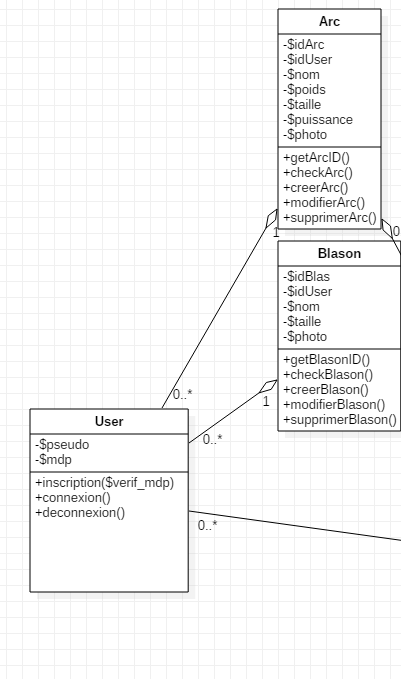 Arc
-$idArc
-$idUser
-$nom
-$poids
-$taille
-$puissance
-$photo
+getArcID()
+checkArc()
+creerArc()
+modifierArc()
+supprimerArc()
1
0
Blason
-$idBlas
-$idUser
-$nom
-$taille
-$photo
+getBlasonID()
+checkBlason()
+creerBlason()
+modifierBlason()
+supprimerBlason()
0..*
1
0..*
User
-$pseudo
-$mdp
+inscription($verif_mdp)
+connexion()
+deconnexion()
0..*